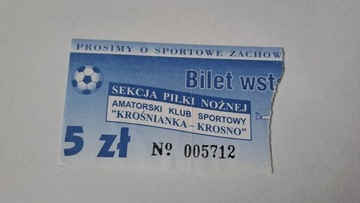 PROSIMY O SPORTOWE ZACHOW
Bilet wst
SEKCJA PIŁKI NOŻNEJ
AMATORSKI KLUB SPORTOWY
"KROŚNIANKA – KROSNO"
5 zł № 005712